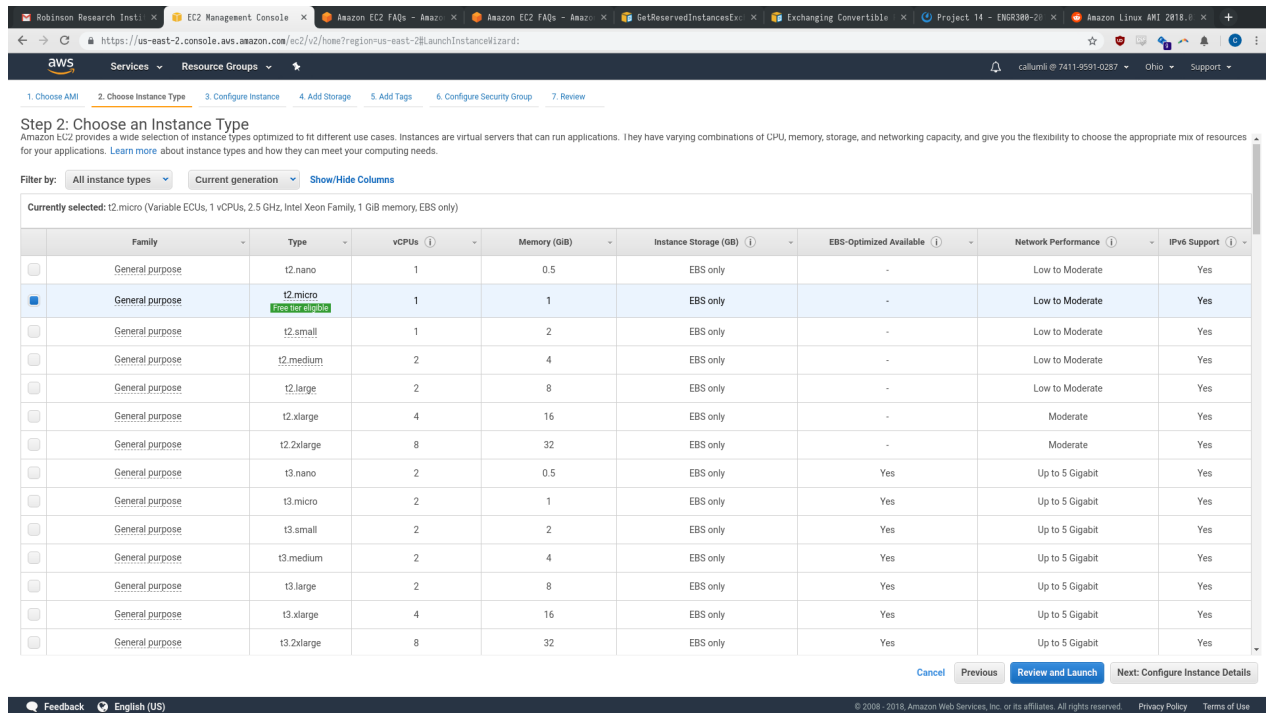 Robinson Research Insti
EC2 Management Console
Amazon EC2 FAQs - Amazo
Amazon EC2 FAQs - Amazo
GetReservedInstancesExc
Exchanging Convertible
Project 14 - ENGR300-20
Amazon Linux AMI 2018.0
https://us-east-2.console.aws.amazon.com/ec2/v2/home?region=us-east-2#LaunchInstanceWizard:
aws Services Resource Groups callumli @ 7411-9591-0287 Ohio Support
1. Choose AMI 2. Choose Instance Type 3. Configure Instance 4. Add Storage 5. Add Tags 6. Configure Security Group 7. Review
Step 2: Choose an Instance Type
Amazon EC2 provides a wide selection of instance types optimized to fit different use cases. Instances are virtual servers that can run applications. They have varying combinations of CPU, memory, storage, and networking capacity, and give you the flexibility to choose the appropriate mix of resources
for your applications. Learn more about instance types and how they can meet your computing needs.
Filter by: All instance types Current generation Show/Hide Columns
Currently selected: t2.micro (Variable ECUs, 1 vCPUs, 2.5 GHz, Intel Xeon Family, 1 GiB memory, EBS only)
Family Type vCPUs Memory (GiB) Instance Storage (GB) EBS-Optimized Available Network Performance IPv6 Support
General purpose t2.nano 1 0.5 EBS only - Low to Moderate Yes
General purpose t2.micro 1 1 EBS only - Low to Moderate Yes
Free tier eligible
General purpose t2.small 1 2 EBS only - Low to Moderate Yes
General purpose t2.medium 2 4 EBS only - Low to Moderate Yes
General purpose t2.large 2 8 EBS only - Low to Moderate Yes
General purpose t2.xlarge 4 16 EBS only - Moderate Yes
General purpose t2.2xlarge 8 32 EBS only - Moderate Yes
General purpose t3.nano 2 0.5 EBS only Yes Up to 5 Gigabit Yes
General purpose t3.micro 2 1 EBS only Yes Up to 5 Gigabit Yes
General purpose t3.small 2 2 EBS only Yes Up to 5 Gigabit Yes
General purpose t3.medium 2 4 EBS only Yes Up to 5 Gigabit Yes
General purpose t3.large 2 8 EBS only Yes Up to 5 Gigabit Yes
General purpose t3.xlarge 4 16 EBS only Yes Up to 5 Gigabit Yes
General purpose t3.2xlarge 8 32 EBS only Yes Up to 5 Gigabit Yes
Cancel Previous Review and Launch Next: Configure Instance Details
Feedback English (US) © 2008 - 2018, Amazon Web Services, Inc. or its affiliates. All rights reserved. Privacy Policy Terms of Use